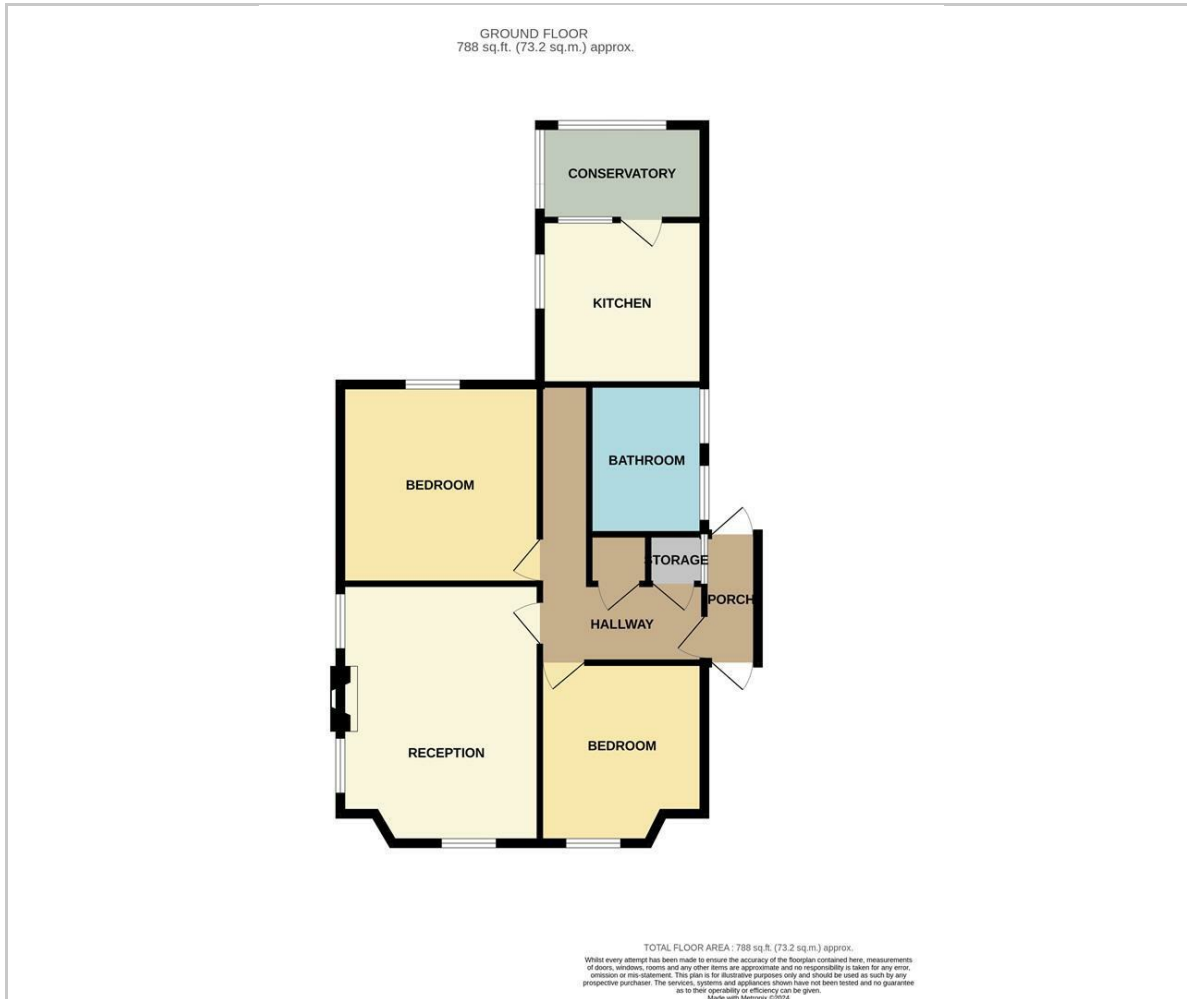 GROUND FLOOR
788 sq.ft. (73.2 sq.m.) approx.
CONSERVATORY
KITCHEN
BATHROOM
BEDROOM
STORAGE
PORCH
HALLWAY
RECEPTION
BEDROOM
TOTAL FLOOR AREA : 788 sq.ft. (73.2 sq.m.) approx.
Whilst every attempt has been made to ensure the accuracy of the floorplan contained here, measurements
of doors, windows, rooms and any other items are approximate and no responsibility is taken for any error,
omission or mis-statement. This plan is for illustrative purposes only and should be used as such by any
prospective purchaser. The services, systems and appliances shown have not been tested and no guarantee
as to their operability or efficiency can be given.
Made with Metropix ©2024